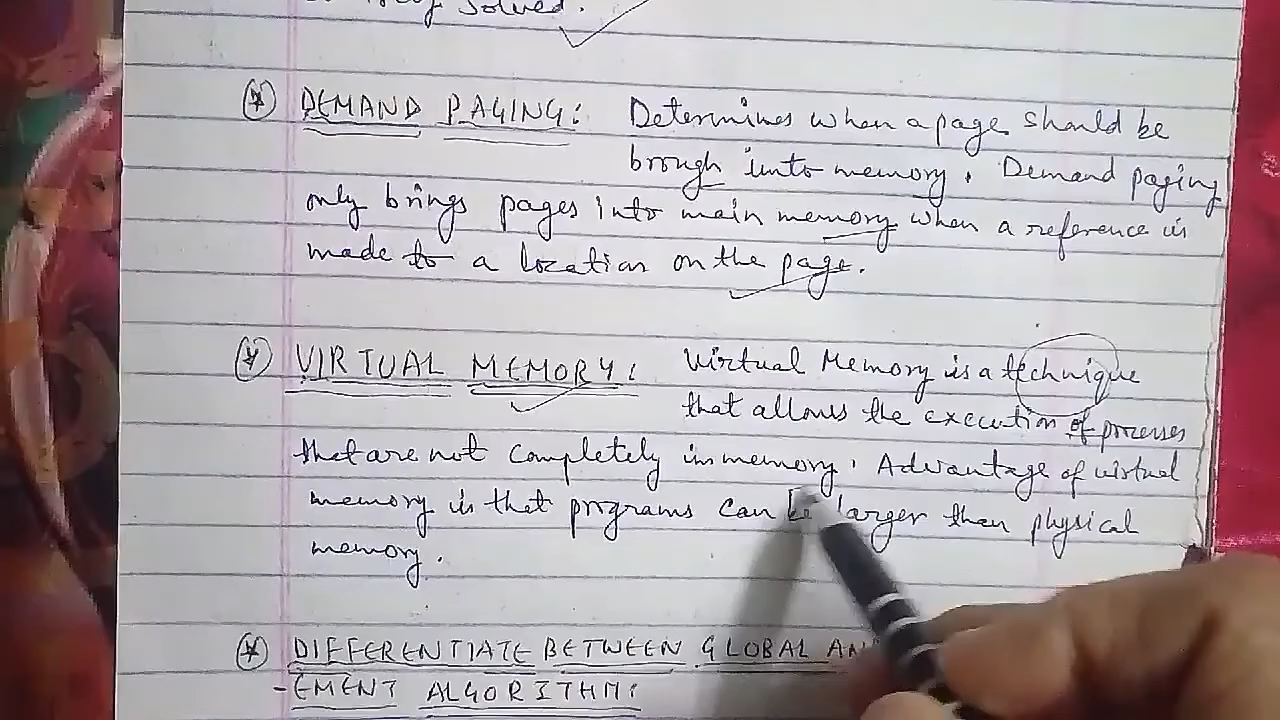 solved.
DEMAND PAGING: Determines when a page should be
brough into memory. Demand paging
only brings pages into main memory when a reference is
made to a location on the page.
VIRTUAL MEMORY: Virtual Memory is a technique
that allows the execution of processes
that are not completely in memory. Advantage of virtual
memory is that programs can be larger than physical
memory.
DIFFERENTIATE BETWEEN GLOBAL
-EMENT ALGORITHM: